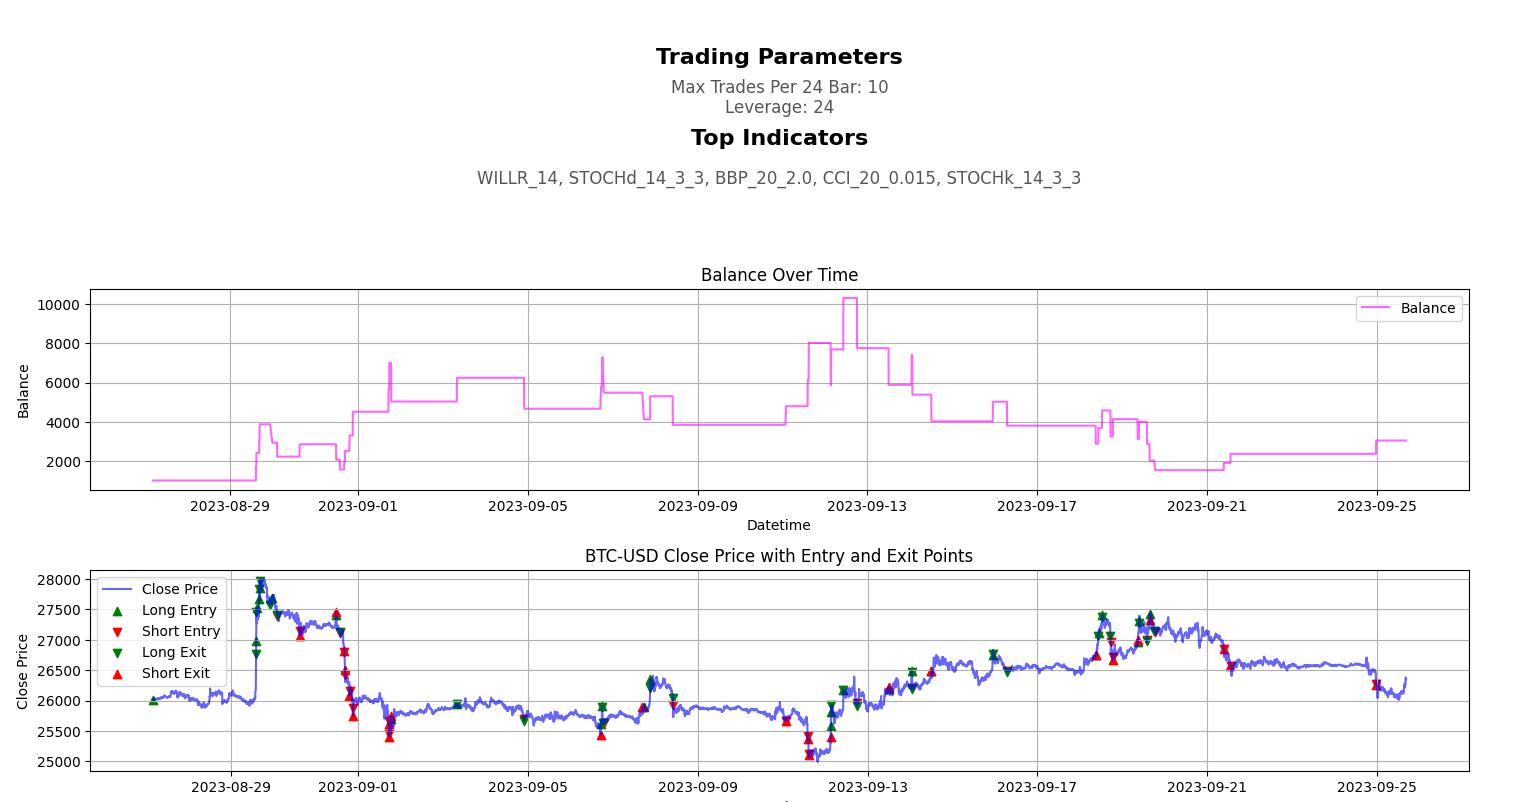 Trading Parameters
Max Trades Per 24 Bar: 10
Leverage: 24
Top Indicators
WILLR_14, STOCHd_14_3_3, BBP_20_2.0, CCI_20_0.015, STOCHk_14_3_3
Balance Over Time
Balance
10000
8000
6000
4000
2000
Balance
2023-08-29 2023-09-01 2023-09-05 2023-09-09 2023-09-13 2023-09-17 2023-09-21 2023-09-25
Datetime
BTC-USD Close Price with Entry and Exit Points
Close Price
Long Entry
Short Entry
Long Exit
Short Exit
28000
27500
27000
26500
26000
25500
25000
Close Price
2023-08-29 2023-09-01 2023-09-05 2023-09-09 2023-09-13 2023-09-17 2023-09-21 2023-09-25